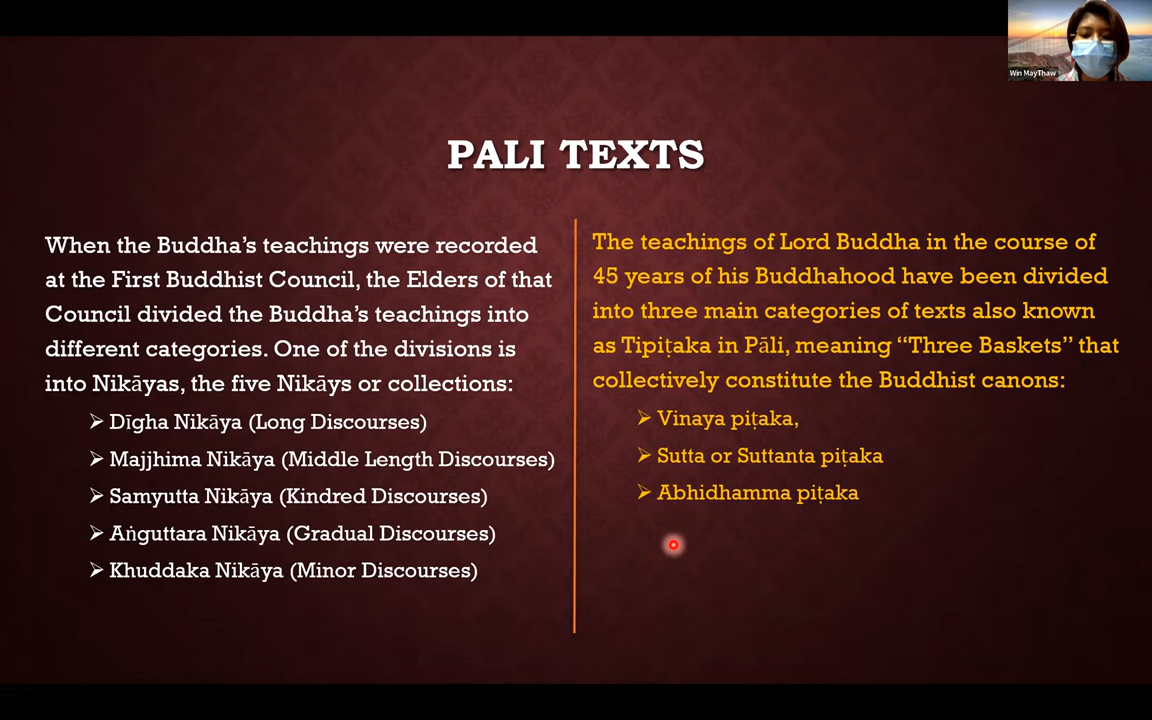 Win MayThaw
PALI TEXTS
When the Buddha’s teachings were recorded
at the First Buddhist Council, the Elders of that
Council divided the Buddha’s teachings into
different categories. One of the divisions is
into Nikāyas, the five Nikāys or collections:
Dīgha Nikāya (Long Discourses)
Majjhima Nikāya (Middle Length Discourses)
Samyutta Nikāya (Kindred Discourses)
Aṅguttara Nikāya (Gradual Discourses)
Khuddaka Nikāya (Minor Discourses)
The teachings of Lord Buddha in the course of
45 years of his Buddhahood have been divided
into three main categories of texts also known
as Tipiṭaka in Pāli, meaning “Three Baskets” that
collectively constitute the Buddhist canons:
Vinaya piṭaka,
Sutta or Suttanta piṭaka
Abhidhamma piṭaka